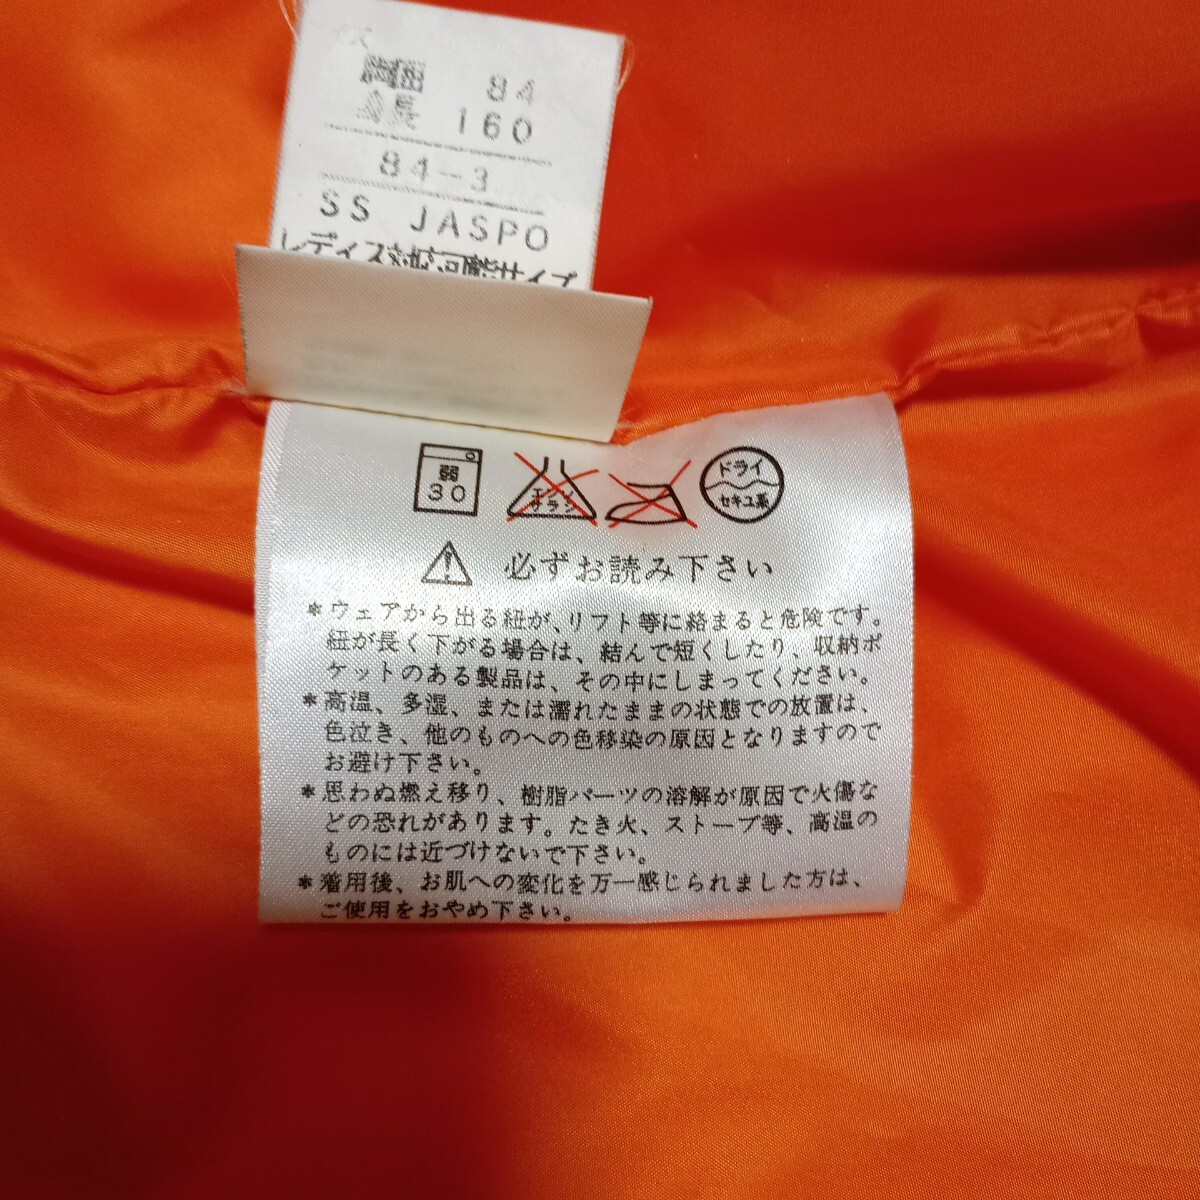 胸囲 84
身長 160
84-3
SS JASPO
レディス対応可能サイズ
弱
30
エンソ
サラシ
ドライ
セキユ系
必ずお読み下さい
*ウェアから出る紐が、リフト等に絡まると危険です。
紐が長く下がる場合は、結んで短くしたり、収納ポ
ケットのある製品は、その中にしまってください。
*高温、多湿、または濡れたままの状態での放置は、
色泣き、他のものへの色移染の原因となりますので
お避け下さい。
*思わぬ燃え移り、樹脂パーツの溶解が原因で火傷な
どの恐れがあります。たき火、ストーブ等、高温の
ものには近づけないで下さい。
*着用後、お肌への変化を万一感じられました方は、
ご使用をおやめ下さい。